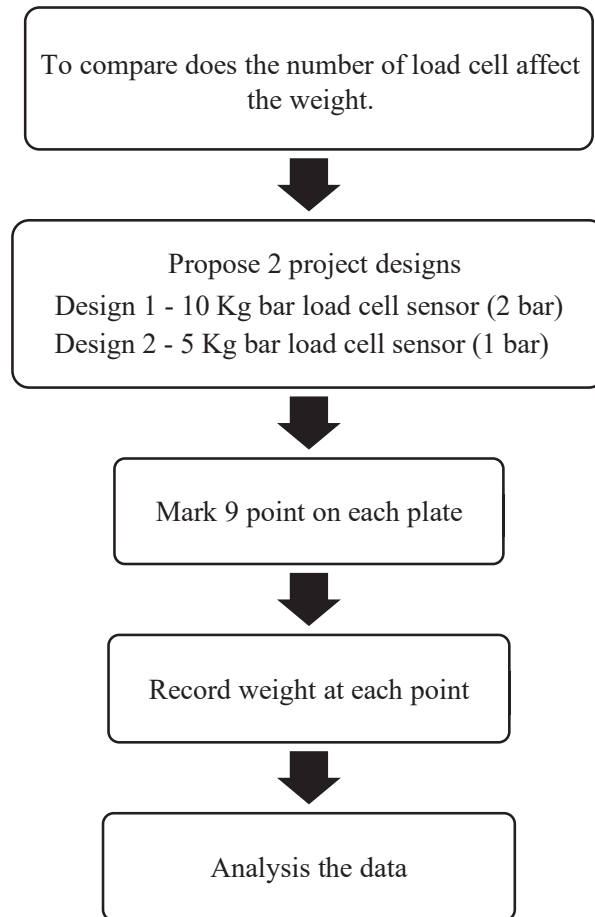 To compare does the number of load cell affect
the weight.
Propose 2 project designs
Design 1 - 10 Kg bar load cell sensor (2 bar)
Design 2 - 5 Kg bar load cell sensor (1 bar)
Mark 9 point on each plate
Record weight at each point
Analysis the data